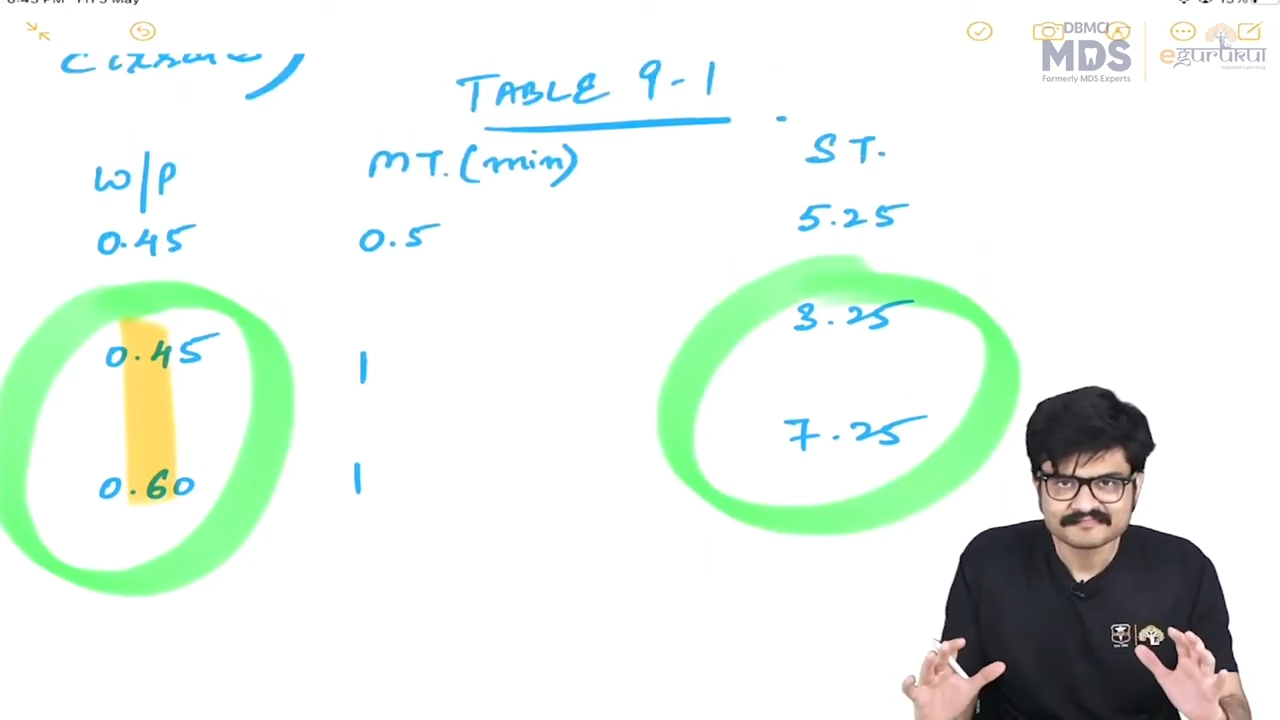 DBMCI
MDS
Formerly MDS Experts
egurukul
TABLE 9-1
W/P MT.(min) ST.
0.45 0.5 5.25
0.45 1 3.25
0.60 1 7.25